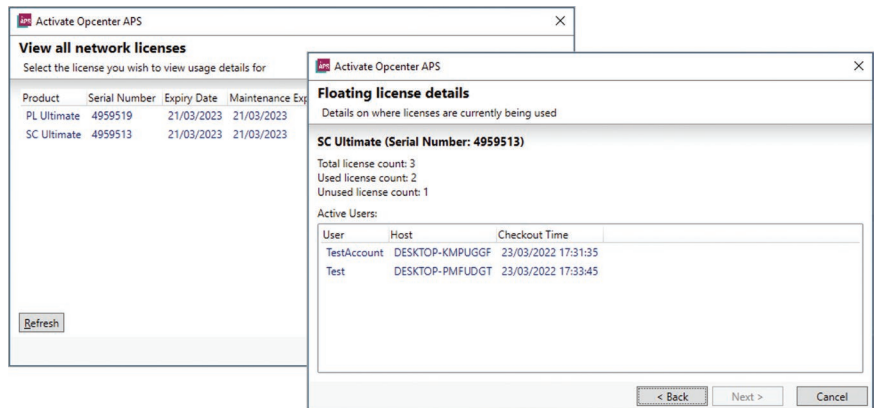 Activate Opcenter APS
View all network licenses
Select the license you wish to view usage details for
Product Serial Number Expiry Date Maintenance Exp
PL Ultimate 4959519 21/03/2023 21/03/2023
SC Ultimate 4959513 21/03/2023 21/03/2023
Refresh
Activate Opcenter APS
Floating license details
Details on where licenses are currently being used
SC Ultimate (Serial Number: 4959513)
Total license count: 3
Used license count: 2
Unused license count: 1
Active Users:
User Host Checkout Time
TestAccount DESKTOP-KMPUGGF 23/03/2022 17:31:35
Test DESKTOP-PMFUDGT 23/03/2022 17:33:45
< Back Next > Cancel